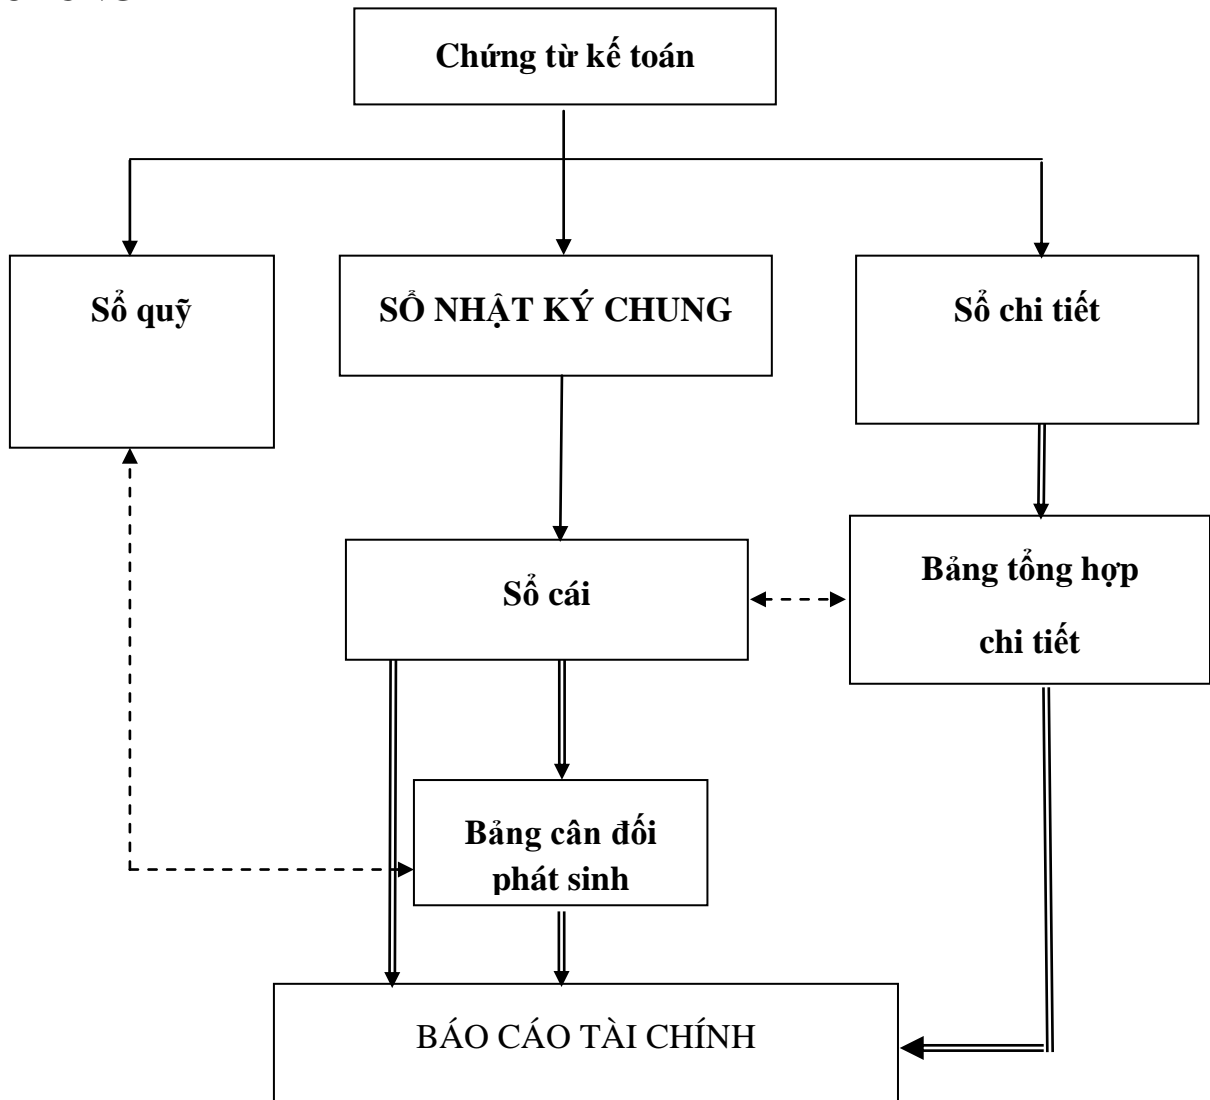 Chứng từ kế toán
Sổ quỹ
SỔ NHẬT KÝ CHUNG
Sổ chi tiết
Sổ cái
Bảng tổng hợp
chi tiết
Bảng cân đối
phát sinh
BÁO CÁO TÀI CHÍNH